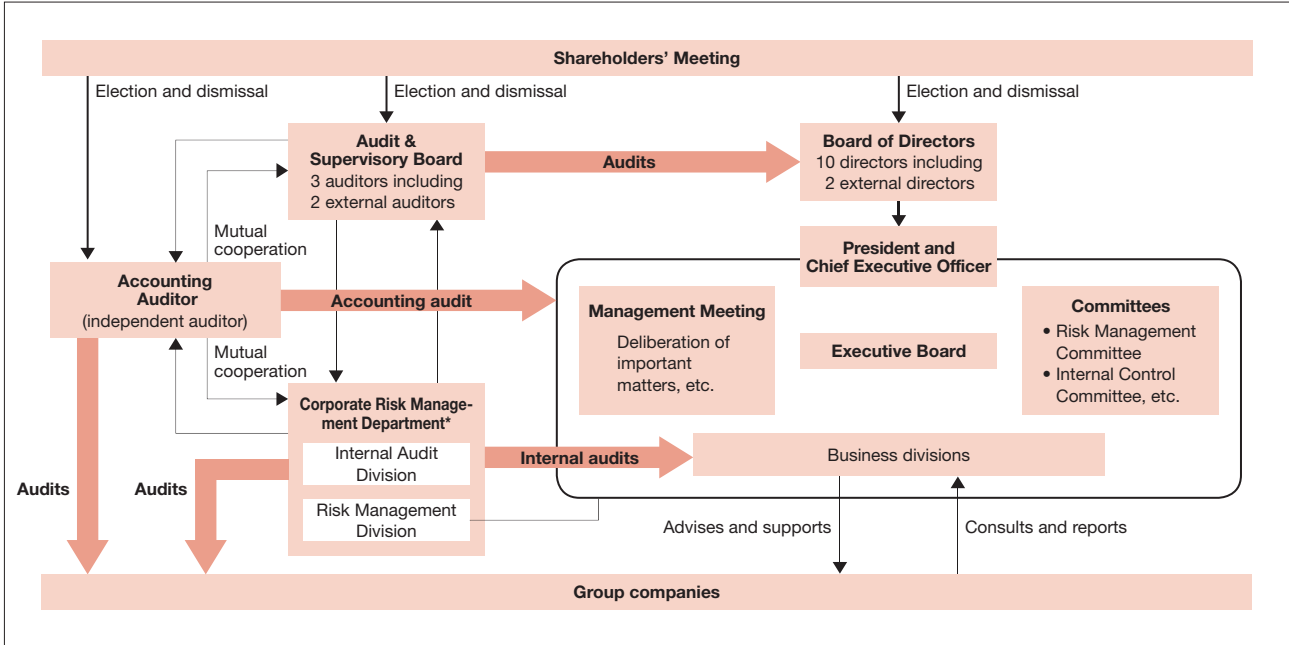 Shareholders' Meeting
Election and dismissal
Election and dismissal
Election and dismissal
Audit &
Supervisory Board
3 auditors including
2 external auditors
Audits
Board of Directors
10 directors including
2 external directors
Mutual
cooperation
President and
Chief Executive Officer
Accounting
Auditor
(independent auditor)
Accounting audit
Management Meeting
Deliberation of
important
matters, etc.
Executive Board
Committees
• Risk Management
Committee
• Internal Control
Committee, etc.
Mutual
cooperation
Corporate Risk Manage-
ment Department*
Internal Audit
Division
Risk Management
Division
Internal audits
Business divisions
Audits
Audits
Advises and supports
Consults and reports
Group companies